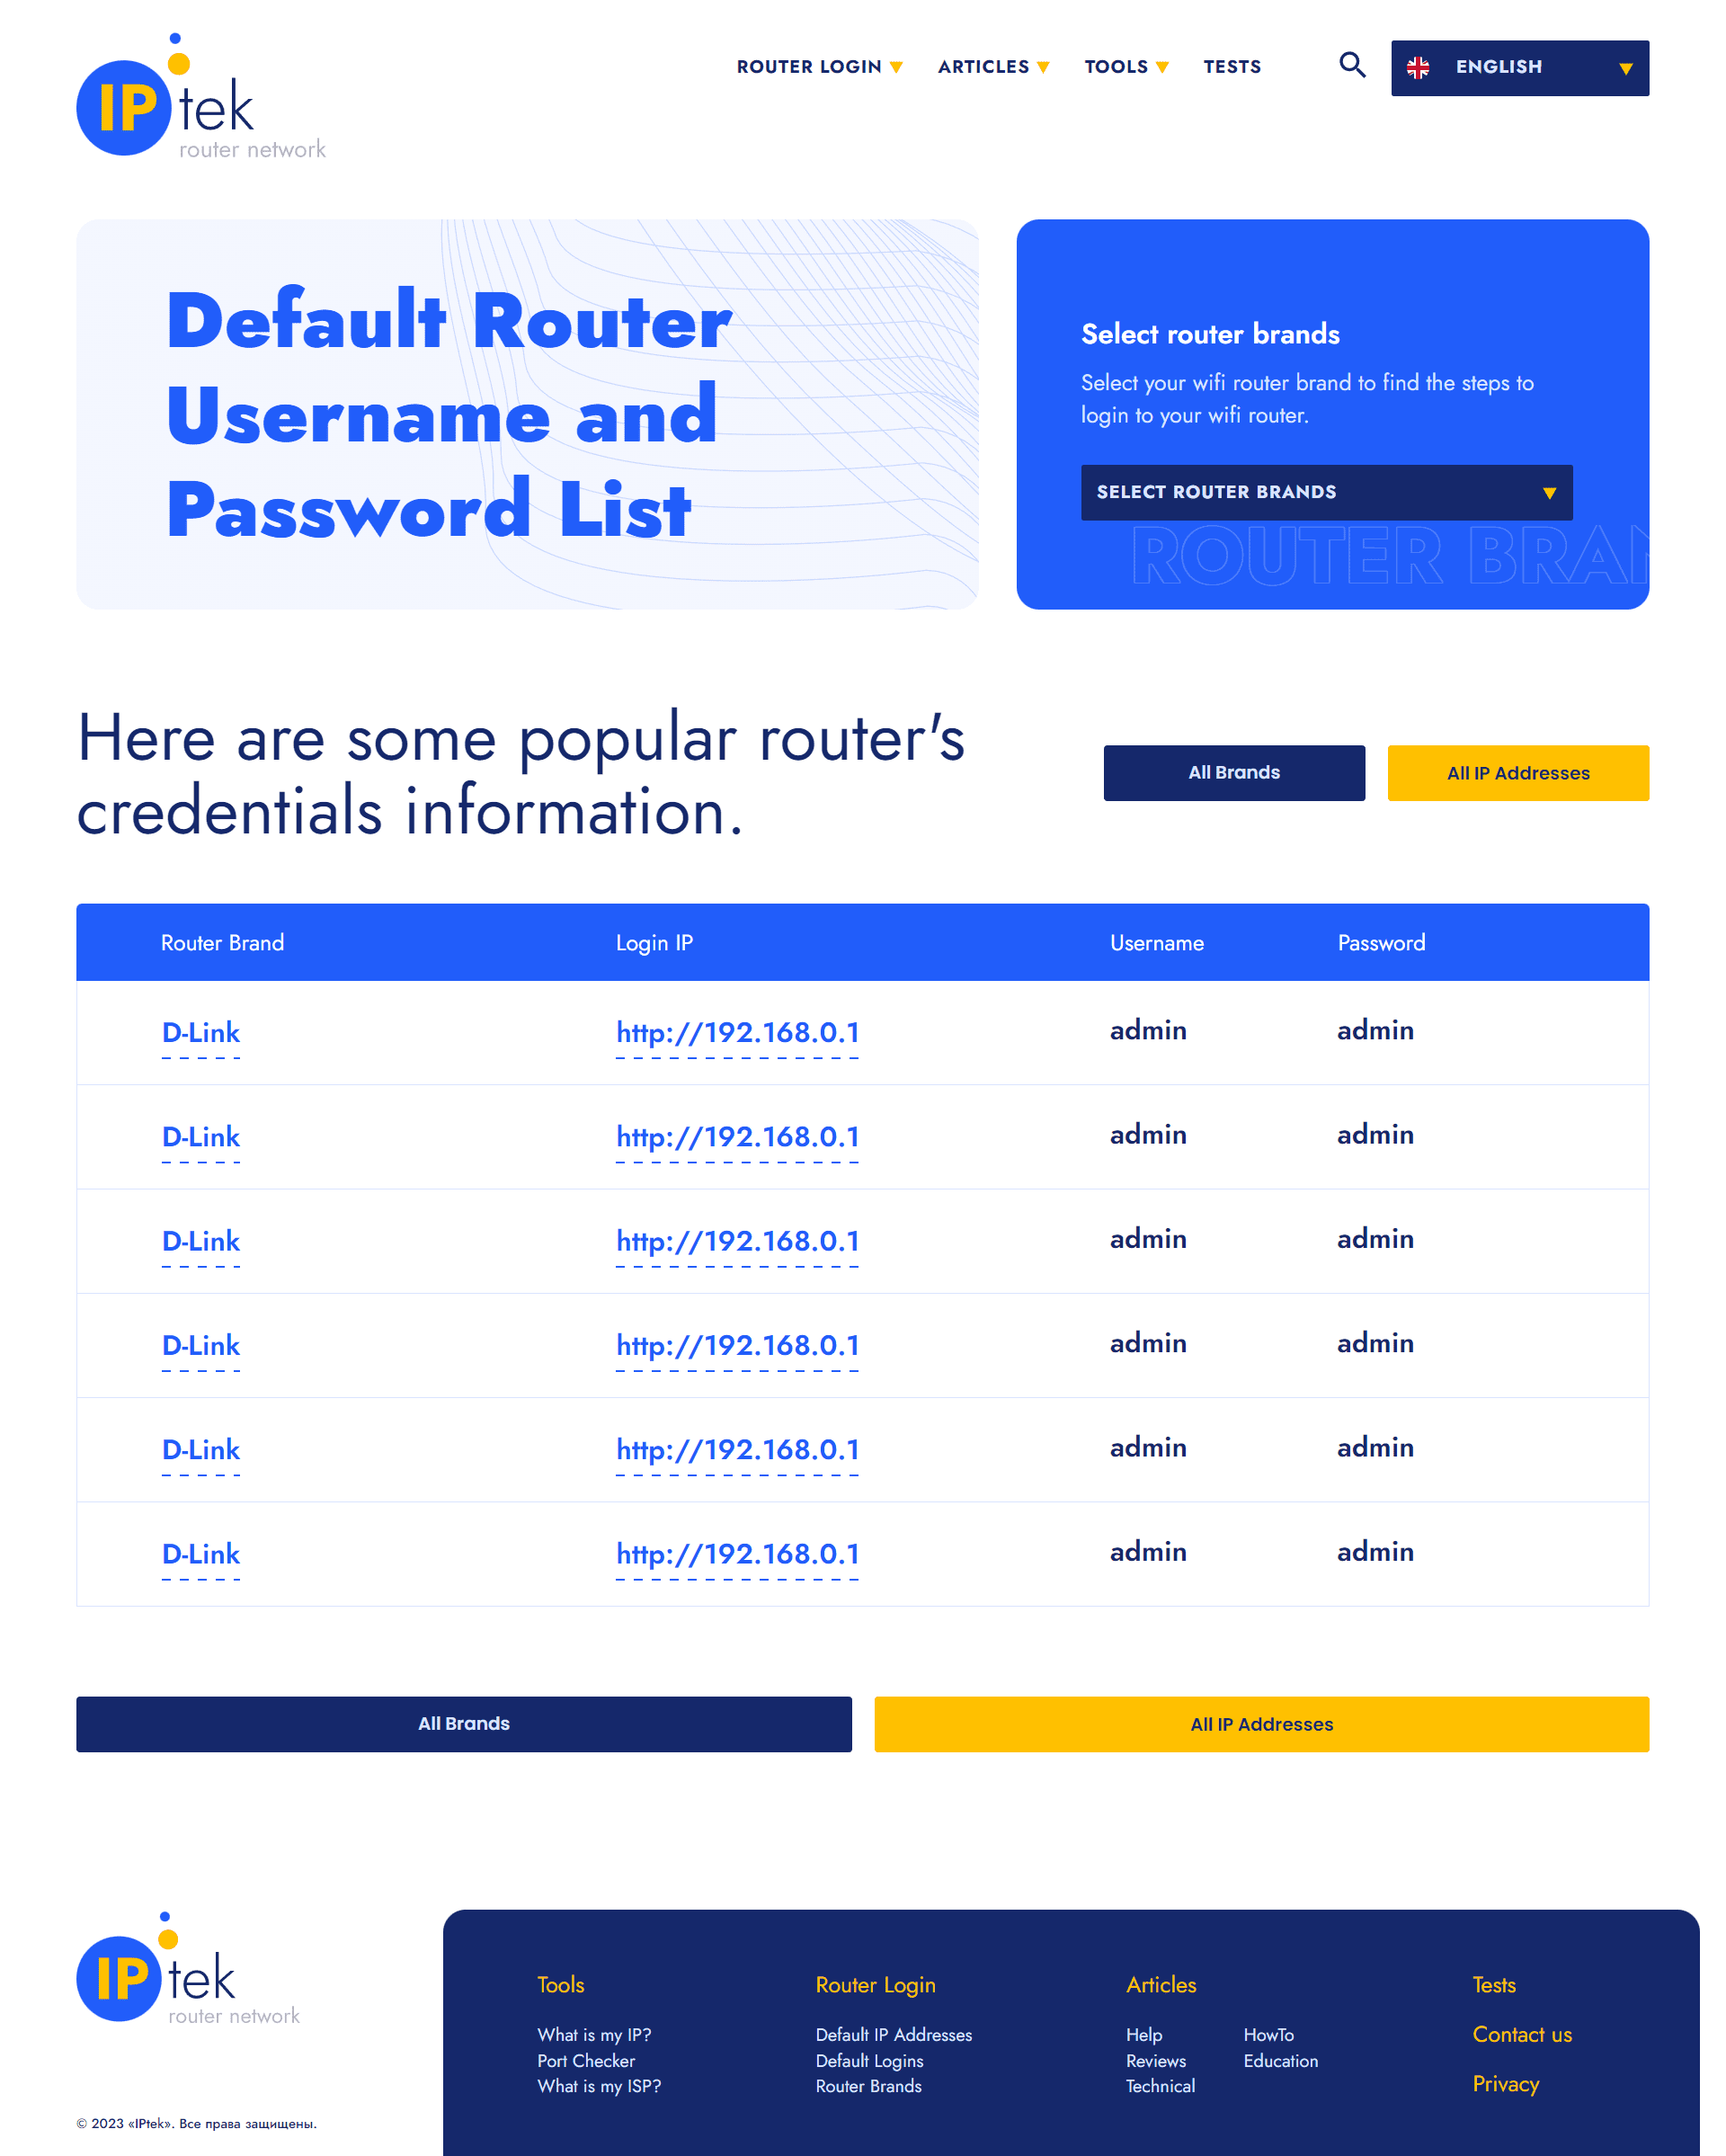 IP tek
router network
ROUTER LOGIN ARTICLES TOOLS TESTS ENGLISH
Default Router
Username and
Password List
Select router brands
Select your wifi router brand to find the steps to
login to your wifi router.
SELECT ROUTER BRANDS
ROUTER BRAN
Here are some popular router's
credentials information.
All Brands All IP Addresses
Router Brand Login IP Username Password
D-Link http://192.168.0.1 admin admin
D-Link http://192.168.0.1 admin admin
D-Link http://192.168.0.1 admin admin
D-Link http://192.168.0.1 admin admin
D-Link http://192.168.0.1 admin admin
D-Link http://192.168.0.1 admin admin
All Brands All IP Addresses
IP tek
router network
© 2023 «IPtek». Все права защищены.
Tools
What is my IP?
Port Checker
What is my ISP?
Router Login
Default IP Addresses
Default Logins
Router Brands
Articles
Help HowTo
Reviews Education
Technical
Tests
Contact us
Privacy